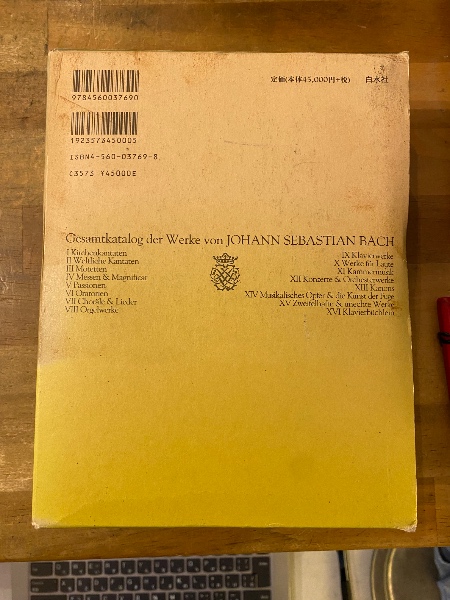 9784560037690
定価(本体45,000円+税)
白水社
1923573450005
ISBN4-560-03769-8
C3573 ¥45000E
Gesamtkatalog der Werke von JOHANN SEBASTIAN BACH
I Kirchenkantaten
II Weltliche Kantaten
III Motetten
IV Messen & Magnificat
V Passionen
VI Oratorien
VII Choräle & Lieder
VIII Orgelwerke
IX Klavierwerke
X Werke für Laute
XI Kammermusik
XII Konzerte & Orchesterwerke
XIII Kanons
XIV Musikalisches Opfer & die Kunst der Fuge
XV Zweifelhafte & unechte Werke
XVI Klavierbüchlein